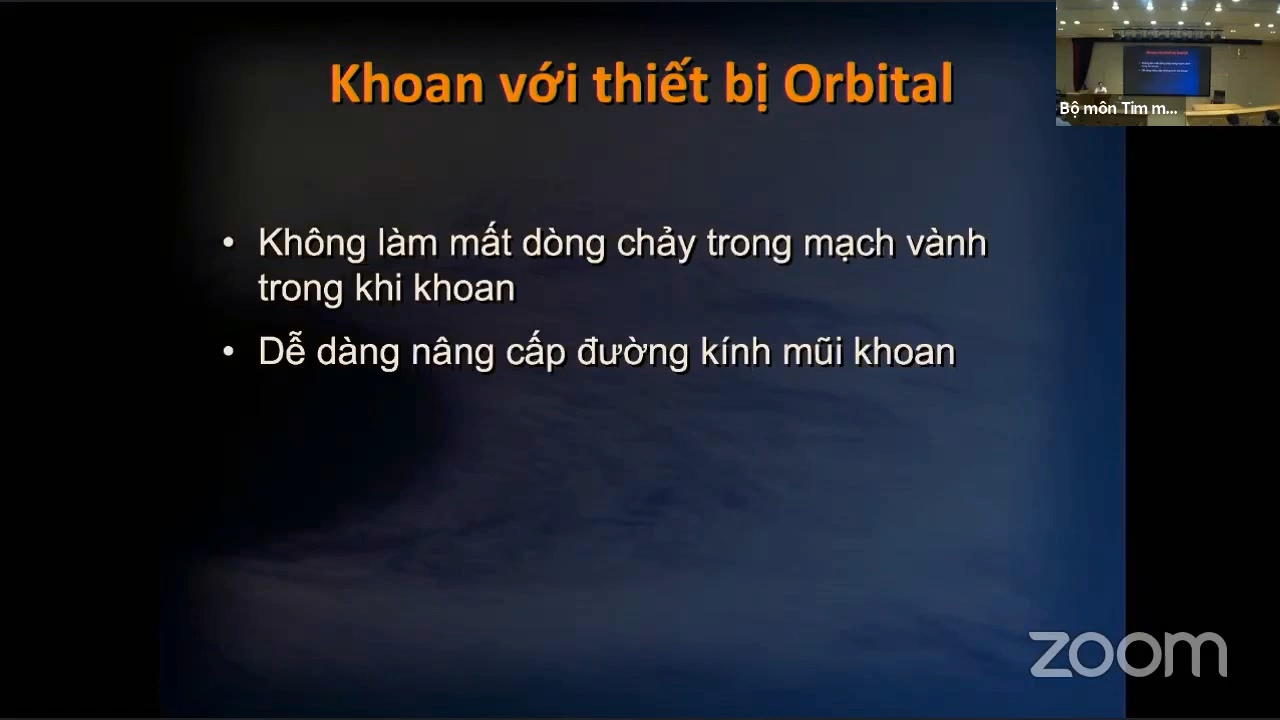 Khoan với thiết bị Orbital
Bộ môn Tim m...
• Không làm mất dòng chảy trong mạch vành
trong khi khoan
• Dễ dàng nâng cấp đường kính mũi khoan
zoom